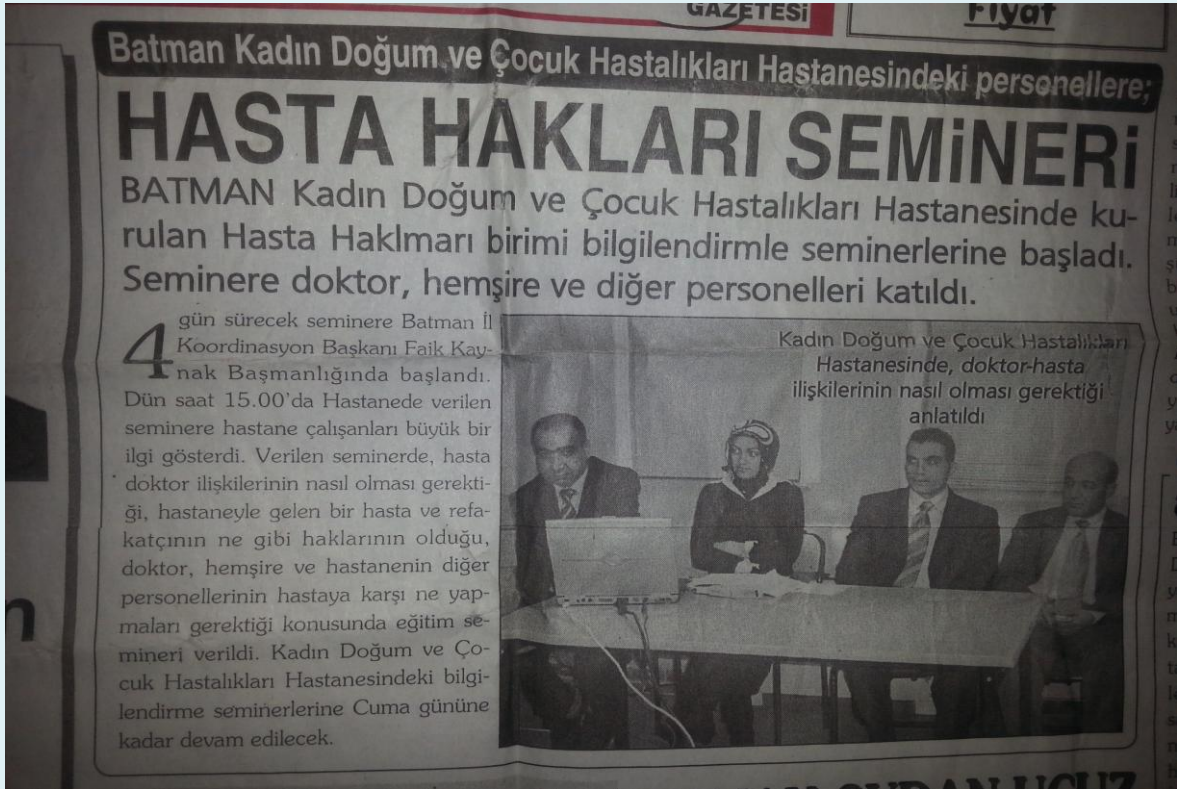 GAZETESİ
Fiyat
Batman Kadın Doğum ve Çocuk Hastalıkları Hastanesindeki personellere;
HASTA HAKLARI SEMİNERİ
BATMAN Kadın Doğum ve Çocuk Hastalıkları Hastanesinde ku-
rulan Hasta Haklmarı birimi bilgilendirmle seminerlerine başladı.
Seminere doktor, hemşire ve diğer personelleri katıldı.
4 gün sürecek seminere Batman İl
Koordinasyon Başkanı Faik Kay-
nak Başmanlığında başlandı.
Dün saat 15.00'da Hastanede verilen
seminere hastane çalışanları büyük bir
ilgi gösterdi. Verilen seminerde, hasta
doktor ilişkilerinin nasıl olması gerekti-
ği, hastaneyle gelen bir hasta ve refa-
katçının ne gibi haklarının olduğu,
doktor, hemşire ve hastanenin diğer
personellerinin hastaya karşı ne yap-
maları gerektiği konusunda eğitim se-
mineri verildi. Kadın Doğum ve Ço-
cuk Hastalıkları Hastanesindeki bilgi-
lendirme seminerlerine Cuma gününe
kadar devam edilecek.
Kadın Doğum ve Çocuk Hastalıkları
Hastanesinde, doktor-hasta
ilişkilerinin nasıl olması gerektiği
anlatıldı